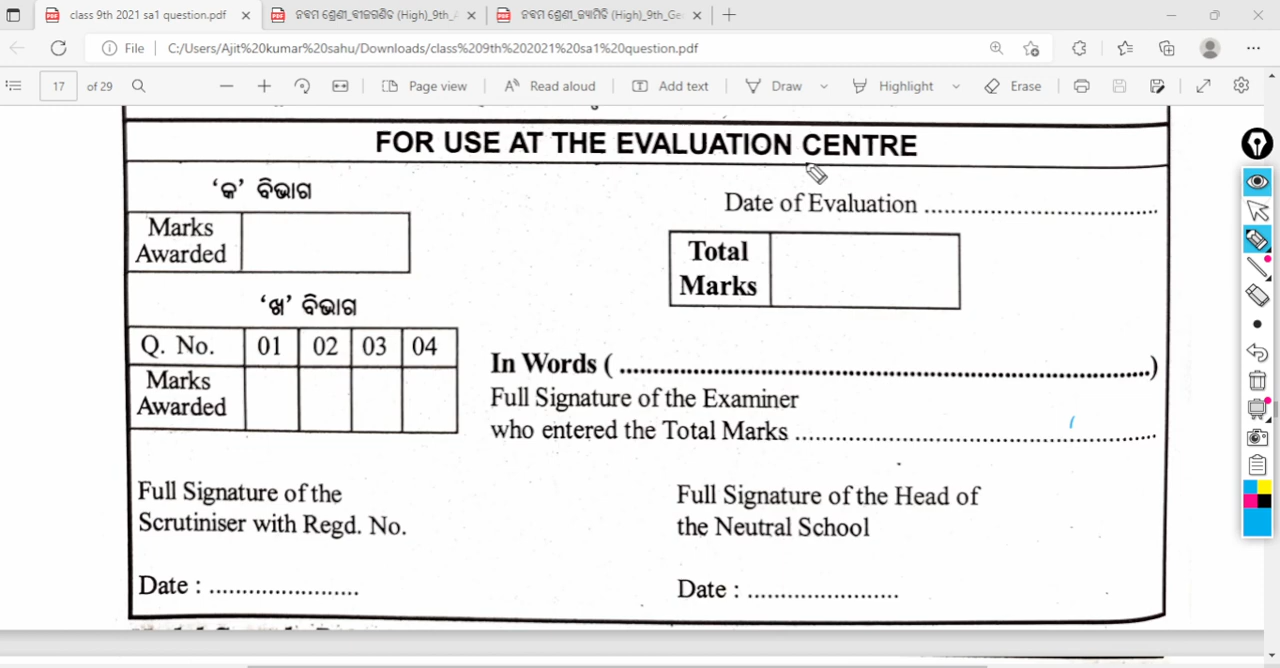 class 9th 2021 sa1 question.pdf
ନବମ ଶ୍ରେଣୀ_ବୀଜଗଣିତ (High)_9th_
ନବମ ଶ୍ରେଣୀ_ଜ୍ୟାମିତି (High)_9th_Ge
File
C:/Users/Ajit%20kumar%20sahu/Downloads/class%209th%202021%20sa1%20question.pdf
17 of 29
Page view
Read aloud
Add text
Draw
Highlight
Erase
FOR USE AT THE EVALUATION CENTRE
‘କ’ ବିଭାଗ
Marks Awarded
Date of Evaluation ................................
Total Marks
‘ଖ’ ବିଭାଗ
Q. No. 01 02 03 04
Marks Awarded
In Words (................................)
Full Signature of the Examiner
who entered the Total Marks ................................
Full Signature of the
Scrutiniser with Regd. No.
Full Signature of the Head of
the Neutral School
Date : ......................
Date : ......................